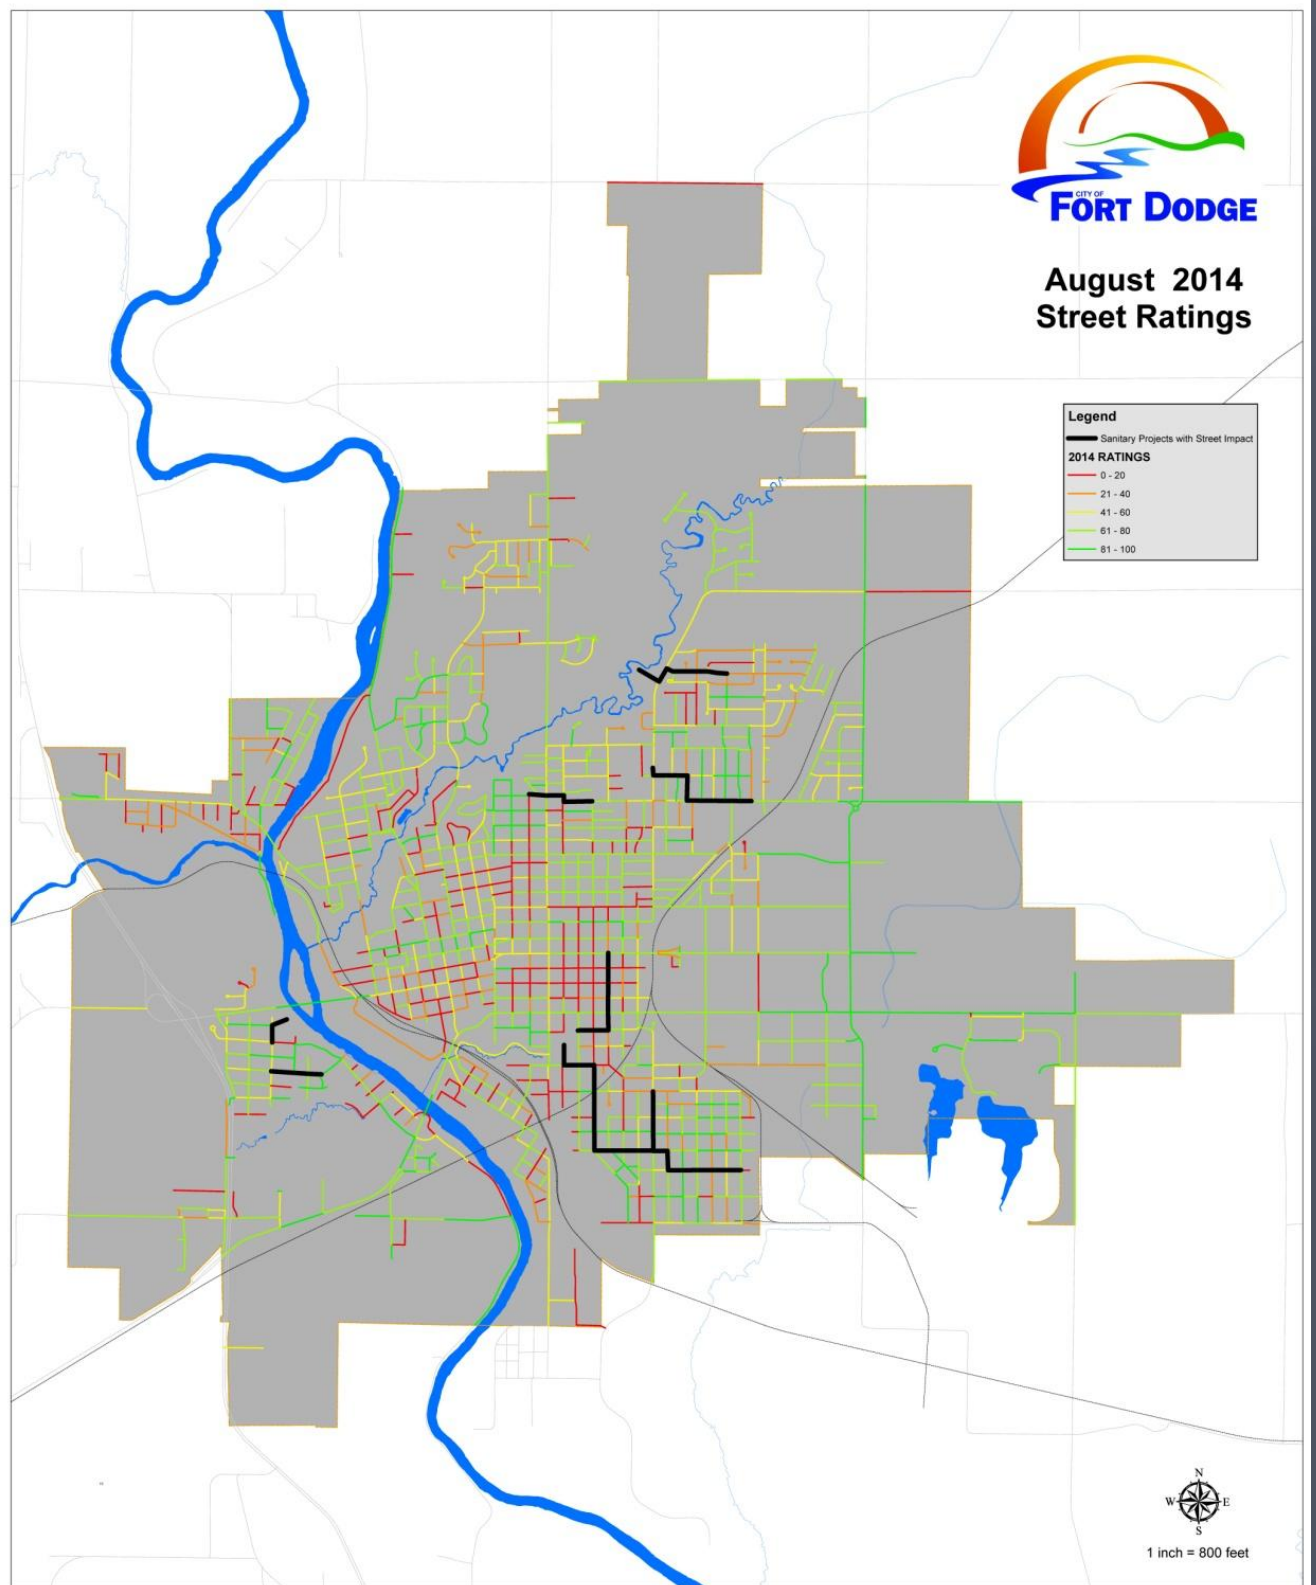 CITY OF
FORT DODGE
August 2014
Street Ratings
Legend
Sanitary Projects with Street Impact
2014 RATINGS
0 - 20
21 - 40
41 - 60
61 - 80
81 - 100
N
W E
S
1 inch = 800 feet